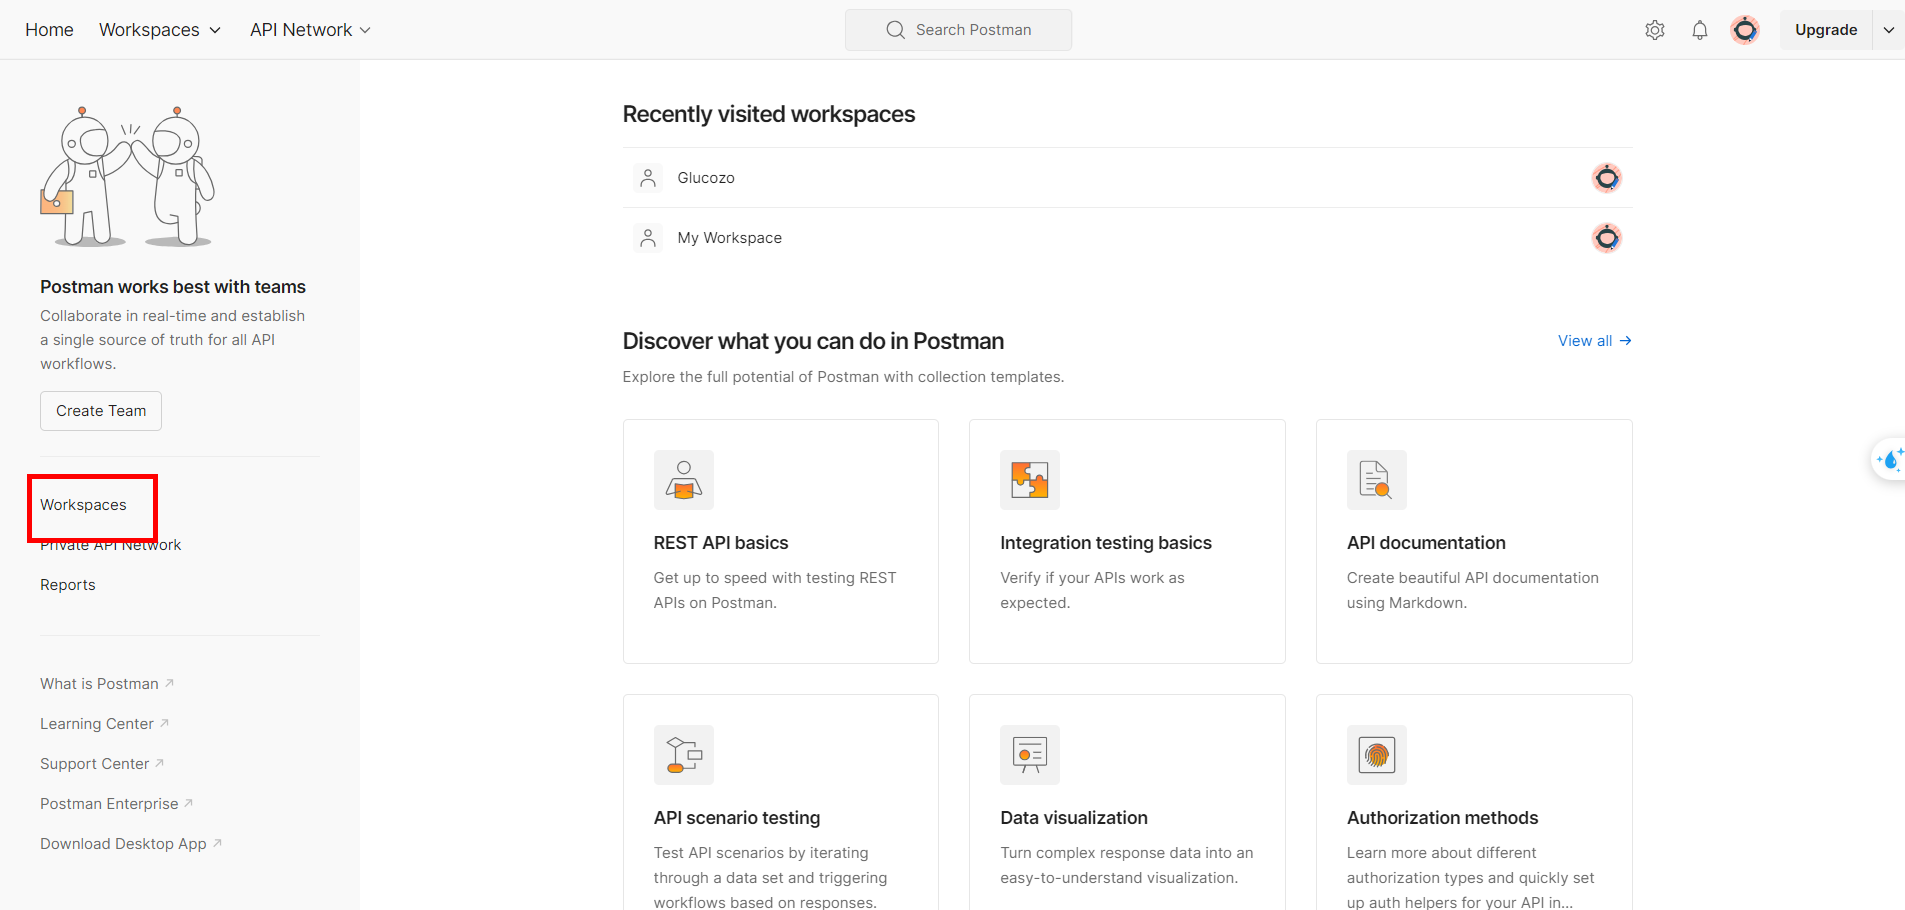 Home
Workspaces
API Network
Search Postman
Upgrade
Postman works best with teams
Collaborate in real-time and establish
a single source of truth for all API
workflows.
Create Team
Workspaces
Private API Network
Reports
What is Postman
Learning Center
Support Center
Postman Enterprise
Download Desktop App
Recently visited workspaces
Glucozo
My Workspace
Discover what you can do in Postman
View all
Explore the full potential of Postman with collection templates.
REST API basics
Get up to speed with testing REST
APIs on Postman.
Integration testing basics
Verify if your APIs work as
expected.
API documentation
Create beautiful API documentation
using Markdown.
API scenario testing
Test API scenarios by iterating
through a data set and triggering
workflows based on responses.
Data visualization
Turn complex response data into an
easy-to-understand visualization.
Authorization methods
Learn more about different
authorization types and quickly set
up auth helpers for your API in...